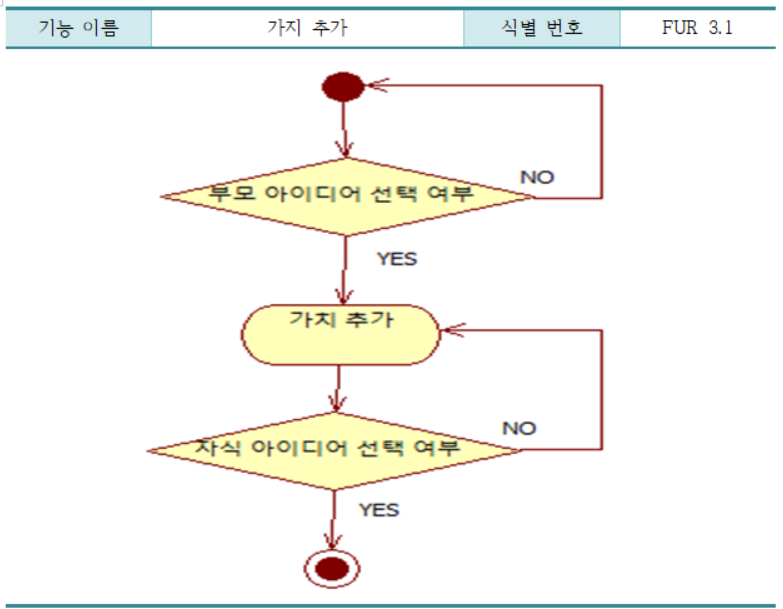 기능 이름 가지 추가 식별 번호 FUR 3.1
부모 아이디어 선택 여부
NO
YES
가치 추가
자식 아이디어 선택 여부
NO
YES